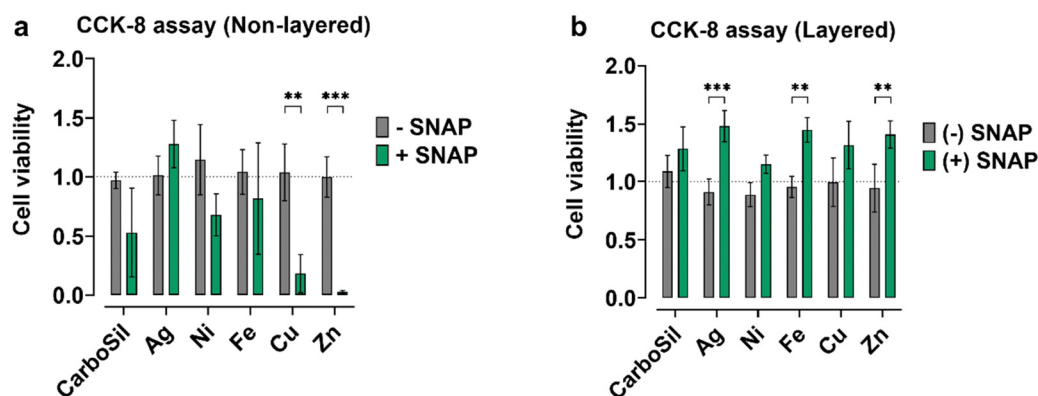 a
CCK-8 assay (Non-layered)
2.0
1.5
1.0
0.5
0.0
Cell viability
** ***
- SNAP
+ SNAP
CarboSil Ag Ni Fe Cu Zn
b
CCK-8 assay (Layered)
2.0
1.5
1.0
0.5
0.0
Cell viability
*** ** **
(-) SNAP
(+) SNAP
CarboSil Ag Ni Fe Cu Zn